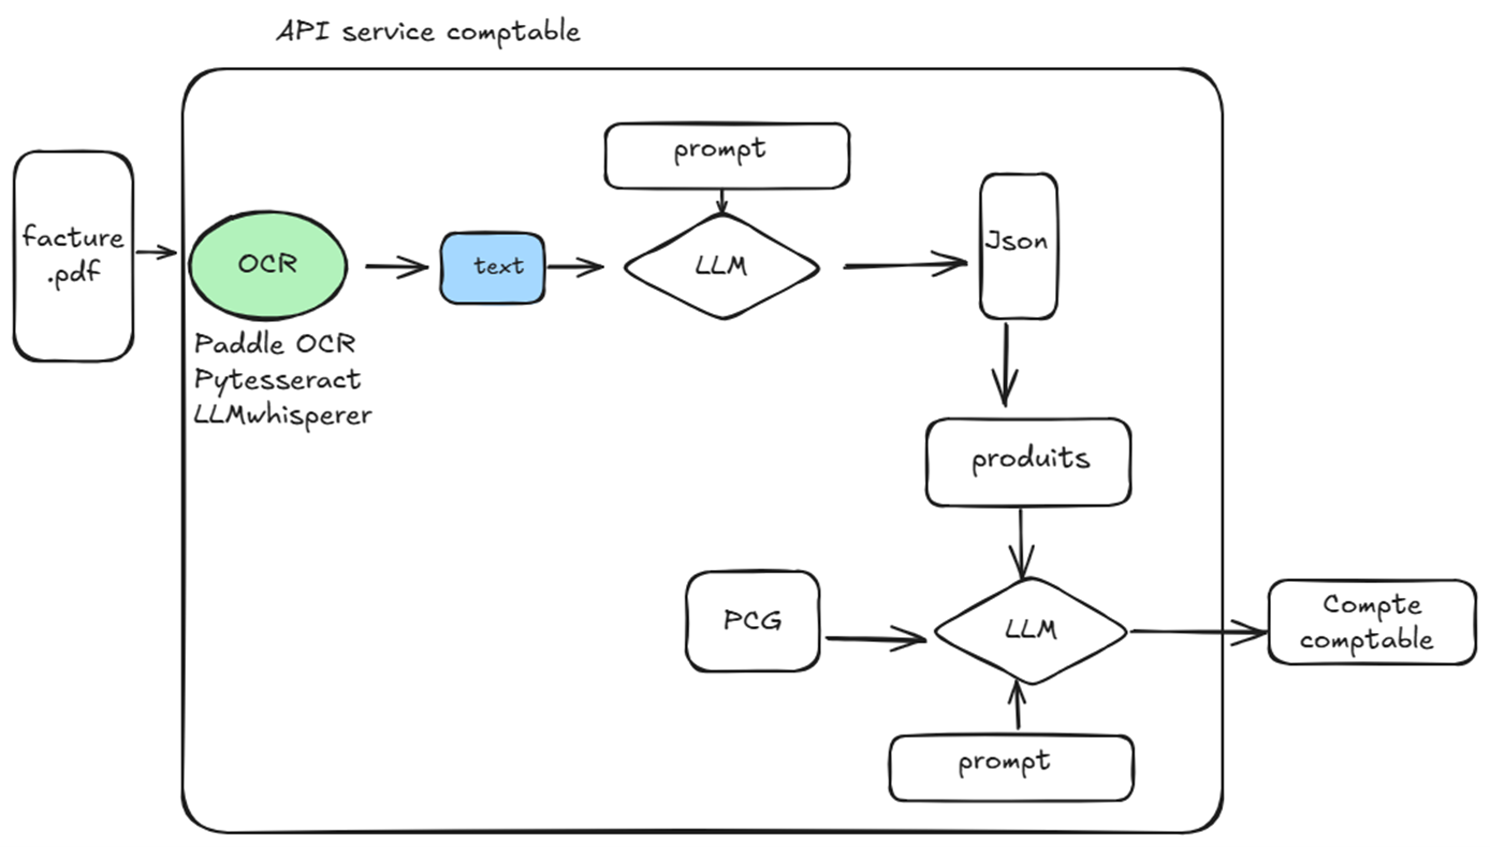 API service comptable
prompt
facture
.pdf
OCR
text
LLM
Json
Paddle OCR
Pytesseract
LLMwhisperer
produits
PCG
LLM
Compte
comptable
prompt